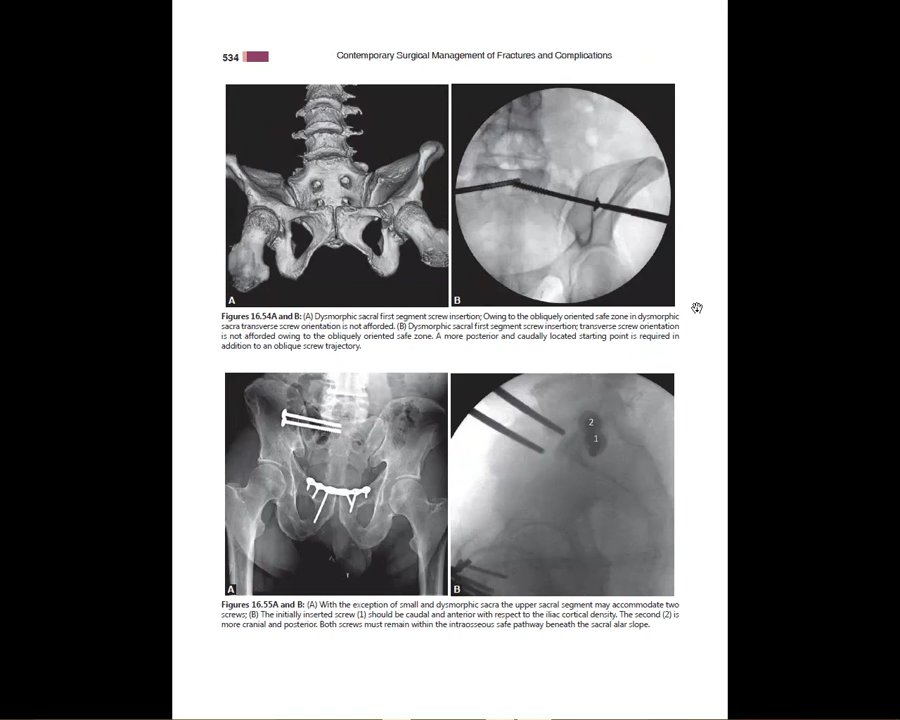 534
Contemporary Surgical Management of Fractures and Complications
A
B
Figures 16.54A and B: (A) Dysmorphic sacral first segment screw insertion; Owing to the obliquely oriented safe zone in dysmorphic
sacra transverse screw orientation is not afforded. (B) Dysmorphic sacral first segment screw insertion; transverse screw orientation
is not afforded owing to the obliquely oriented safe zone. A more posterior and caudally located starting point is required in
addition to an oblique screw trajectory.
2
1
A
B
Figures 16.55A and B: (A) With the exception of small and dysmorphic sacra the upper sacral segment may accommodate two
screws; (B) The initially inserted screw (1) should be caudal and anterior with respect to the iliac cortical density. The second (2) is
more cranial and posterior. Both screws must remain within the intraosseous safe pathway beneath the sacral alar slope.